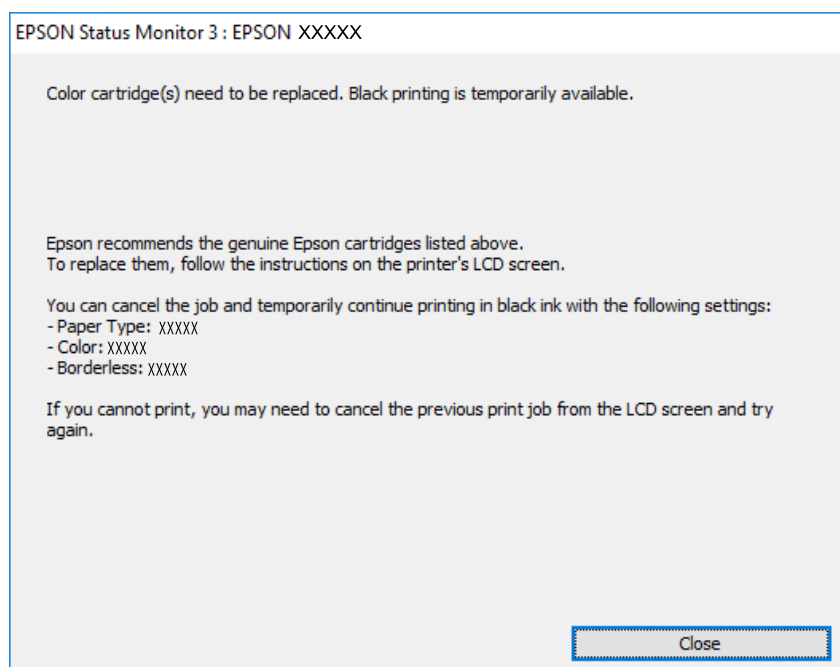 EPSON Status Monitor 3 : EPSON XXXXX
Color cartridge(s) need to be replaced. Black printing is temporarily available.
Epson recommends the genuine Epson cartridges listed above.
To replace them, follow the instructions on the printer's LCD screen.
You can cancel the job and temporarily continue printing in black ink with the following settings:
- Paper Type: XXXXX
- Color: XXXXX
- Borderless: XXXXX
If you cannot print, you may need to cancel the previous print job from the LCD screen and try
again.
Close